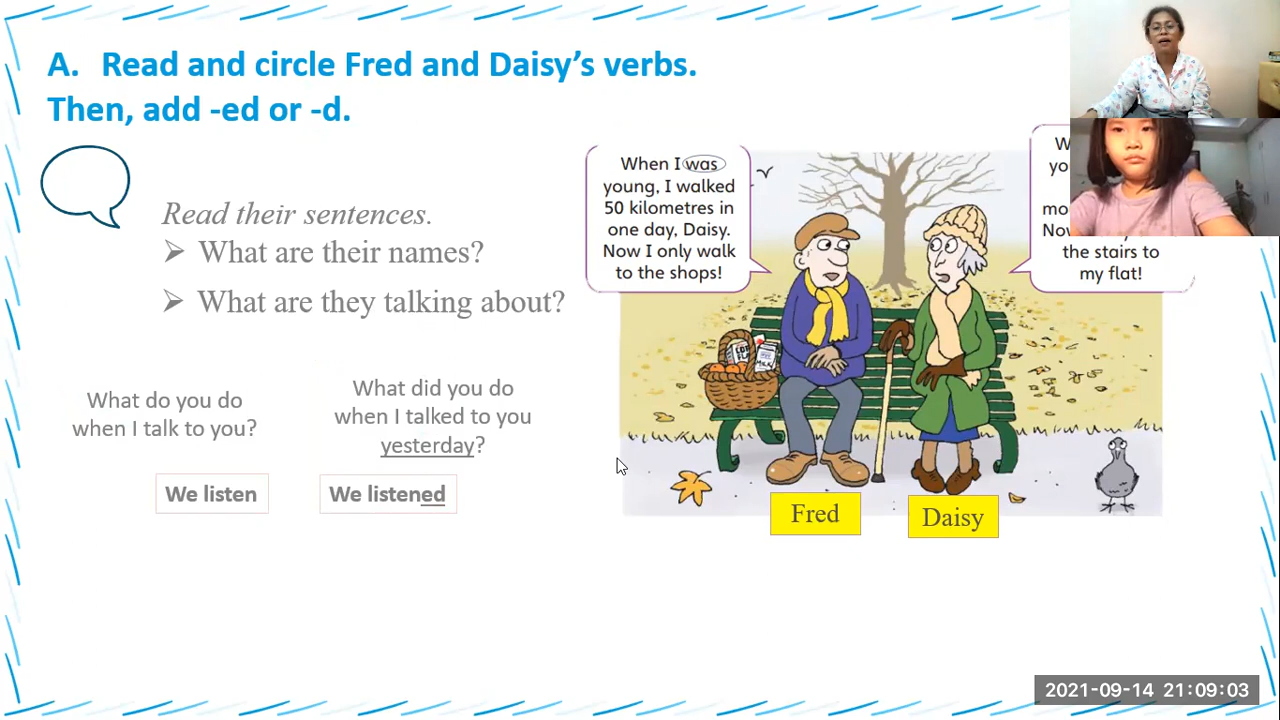 A. Read and circle Fred and Daisy's verbs.
Then, add -ed or -d.
Read their sentences.
➢ What are their names?
➢ What are they talking about?
What do you do
when I talk to you?
We listen
What did you do
when I talked to you
yesterday?
We listened
When I was
young, I walked
50 kilometres in
one day, Daisy.
Now I only walk
to the shops!
the stairs to
my flat!
MILK
Fred
Daisy
2021-09-14 21:09:03